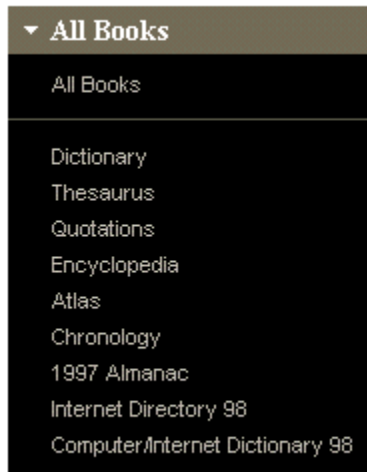 All Books
All Books
Dictionary
Thesaurus
Quotations
Encyclopedia
Atlas
Chronology
1997 Almanac
Internet Directory 98
Computer/Internet Dictionary 98